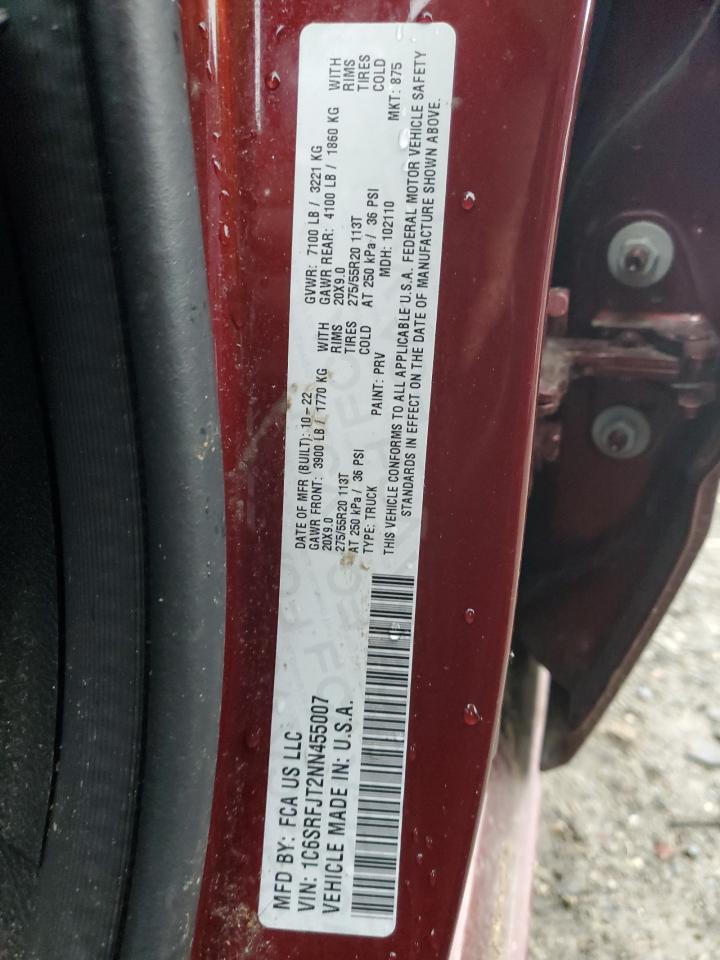 MFD BY: FCA US LLC
VIN: 1C6SRFJT2NN455007
VEHICLE MADE IN: U.S.A.
DATE OF MFR (BUILT): 10-22 GVWR: 7100 LB / 3221 KG
GAWR FRONT: 3900 LB / 1770 KG WITH GAWR REAR: 4100 LB / 1860 KG WITH
20X9.0 RIMS 20X9.0 RIMS
275/55R20 113T TIRES 275/55R20 113T TIRES
AT 250 kPa / 36 PSI COLD AT 250 kPa / 36 PSI COLD
TYPE: TRUCK PAINT: PRV MDH: 102110 MKT: 875
THIS VEHICLE CONFORMS TO ALL APPLICABLE U.S.A. FEDERAL MOTOR VEHICLE SAFETY
STANDARDS IN EFFECT ON THE DATE OF MANUFACTURE SHOWN ABOVE.